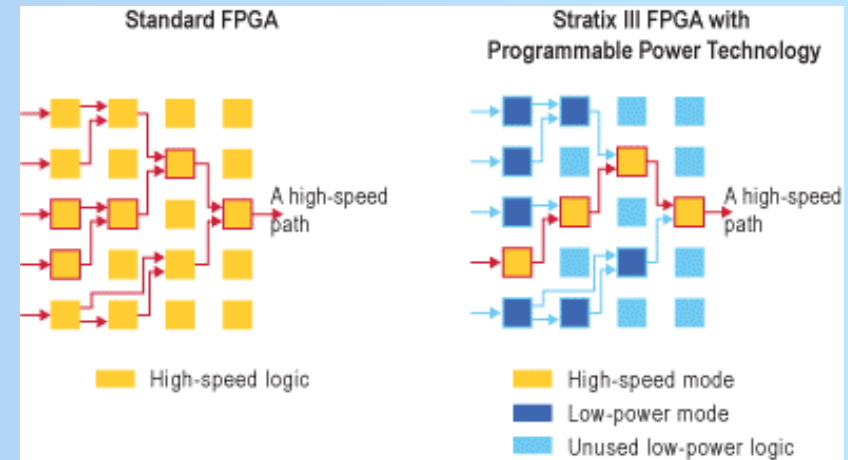 Standard FPGA
Stratix III FPGA with
Programmable Power Technology
A high-speed
path
A high-speed
path
High-speed logic
High-speed mode
Low-power mode
Unused low-power logic